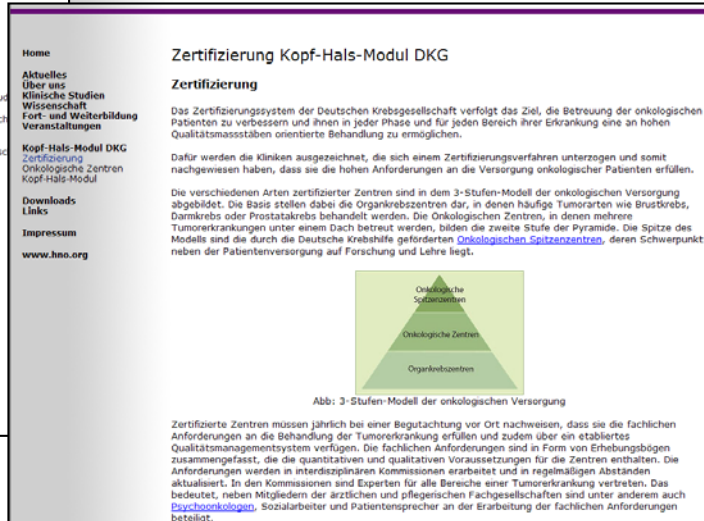 Home
Aktuelles
Über uns
Klinische Studien
Wissenschaft
Fort- und Weiterbildung
Veranstaltungen
Kopf-Hals-Modul DKG
Zertifizierung
Onkologische Zentren
Kopf-Hals-Modul
Downloads
Links
Impressum
www.hno.org
Zertifizierung Kopf-Hals-Modul DKG
Zertifizierung
Das Zertifizierungssystem der Deutschen Krebsgesellschaft verfolgt das Ziel, die Betreuung der onkologischen
Patienten zu verbessern und ihnen in jeder Phase und für jeden Bereich ihrer Erkrankung eine an hohen
Qualitätsmassstäben orientierte Behandlung zu ermöglichen.
Dafür werden die Kliniken ausgezeichnet, die sich einem Zertifizierungsverfahren unterzogen und somit
nachgewiesen haben, dass sie die hohen Anforderungen an die Versorgung onkologischer Patienten erfüllen.
Die verschiedenen Arten zertifizierter Zentren sind in dem 3-Stufen-Modell der onkologischen Versorgung
abgebildet. Die Basis stellen dabei die Organkrebszentren dar, in denen häufige Tumorarten wie Brustkrebs,
Darmkrebs oder Prostatakrebs behandelt werden. Die Onkologischen Zentren, in denen mehrere
Tumorerkrankungen unter einem Dach betreut werden, bilden die zweite Stufe der Pyramide. Die Spitze des
Modells sind die durch die Deutsche Krebshilfe geförderten Onkologischen Spitzenzentren, deren Schwerpunkt
neben der Patientenversorgung auf Forschung und Lehre liegt.
Onkologische
Spitzenzentren
Onkologische Zentren
Organkrebszentren
Abb: 3-Stufen-Modell der onkologischen Versorgung
Zertifizierte Zentren müssen jährlich bei einer Begutachtung vor Ort nachweisen, dass sie die fachlichen
Anforderungen an die Behandlung der Tumorerkrankung erfüllen und zudem über ein etabliertes
Qualitätsmanagementsystem verfügen. Die fachlichen Anforderungen sind in Form von Erhebungsbögen
zusammengefasst, die die quantitativen und qualitativen Voraussetzungen für die Zentren enthalten. Die
Anforderungen werden in interdisziplinären Kommissionen erarbeitet und in regelmäßigen Abständen
aktualisiert. In den Kommissionen sind Experten für alle Bereiche einer Tumorerkrankung vertreten. Das
bedeutet, neben Mitgliedern der ärztlichen und pflegerischen Fachgesellschaften sind unter anderem auch
Psychoonkologen, Sozialarbeiter und Patientensprecher an der Erarbeitung der fachlichen Anforderungen
beteiligt.